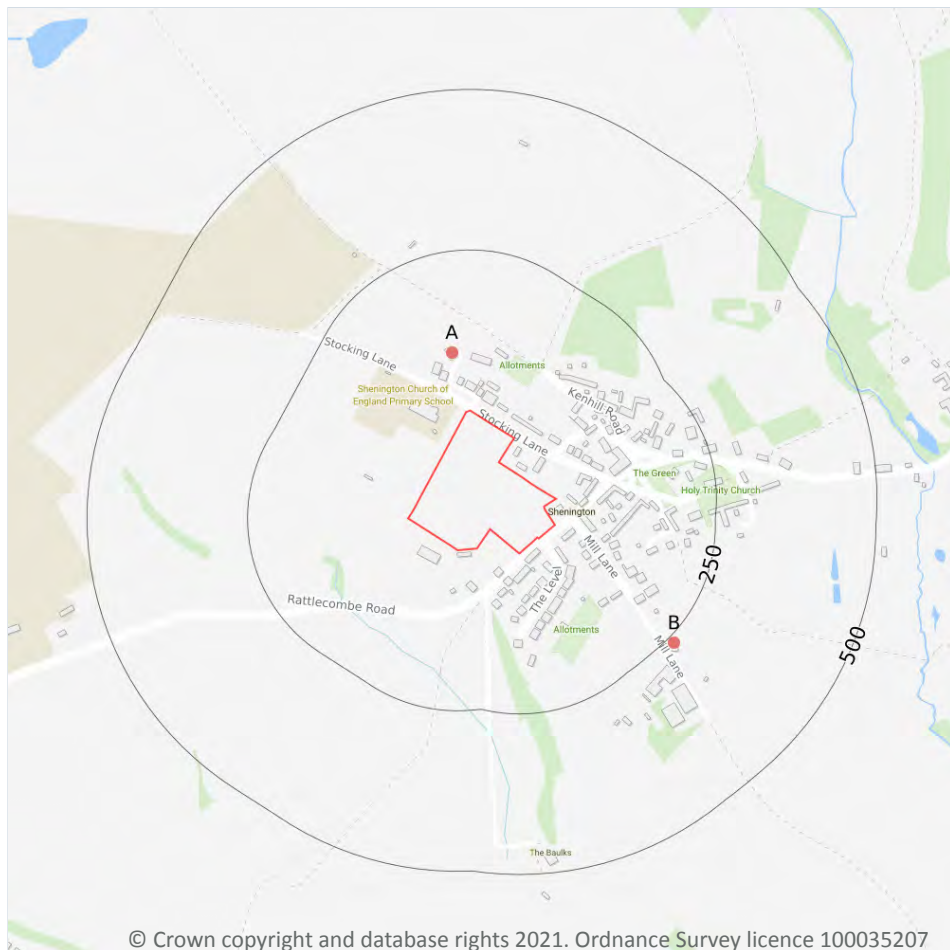 A
Stocking Lane
Allotments
Shenington Church of
England Primary School
Kenhill Road
Stocking Lane
The Green
Holy Trinity Church
Shenington
Mill Lane
250
The Level
Rattlecombe Road
Allotments
B
Mill Lane
500
The Baulks
© Crown copyright and database rights 2021. Ordnance Survey licence 100035207